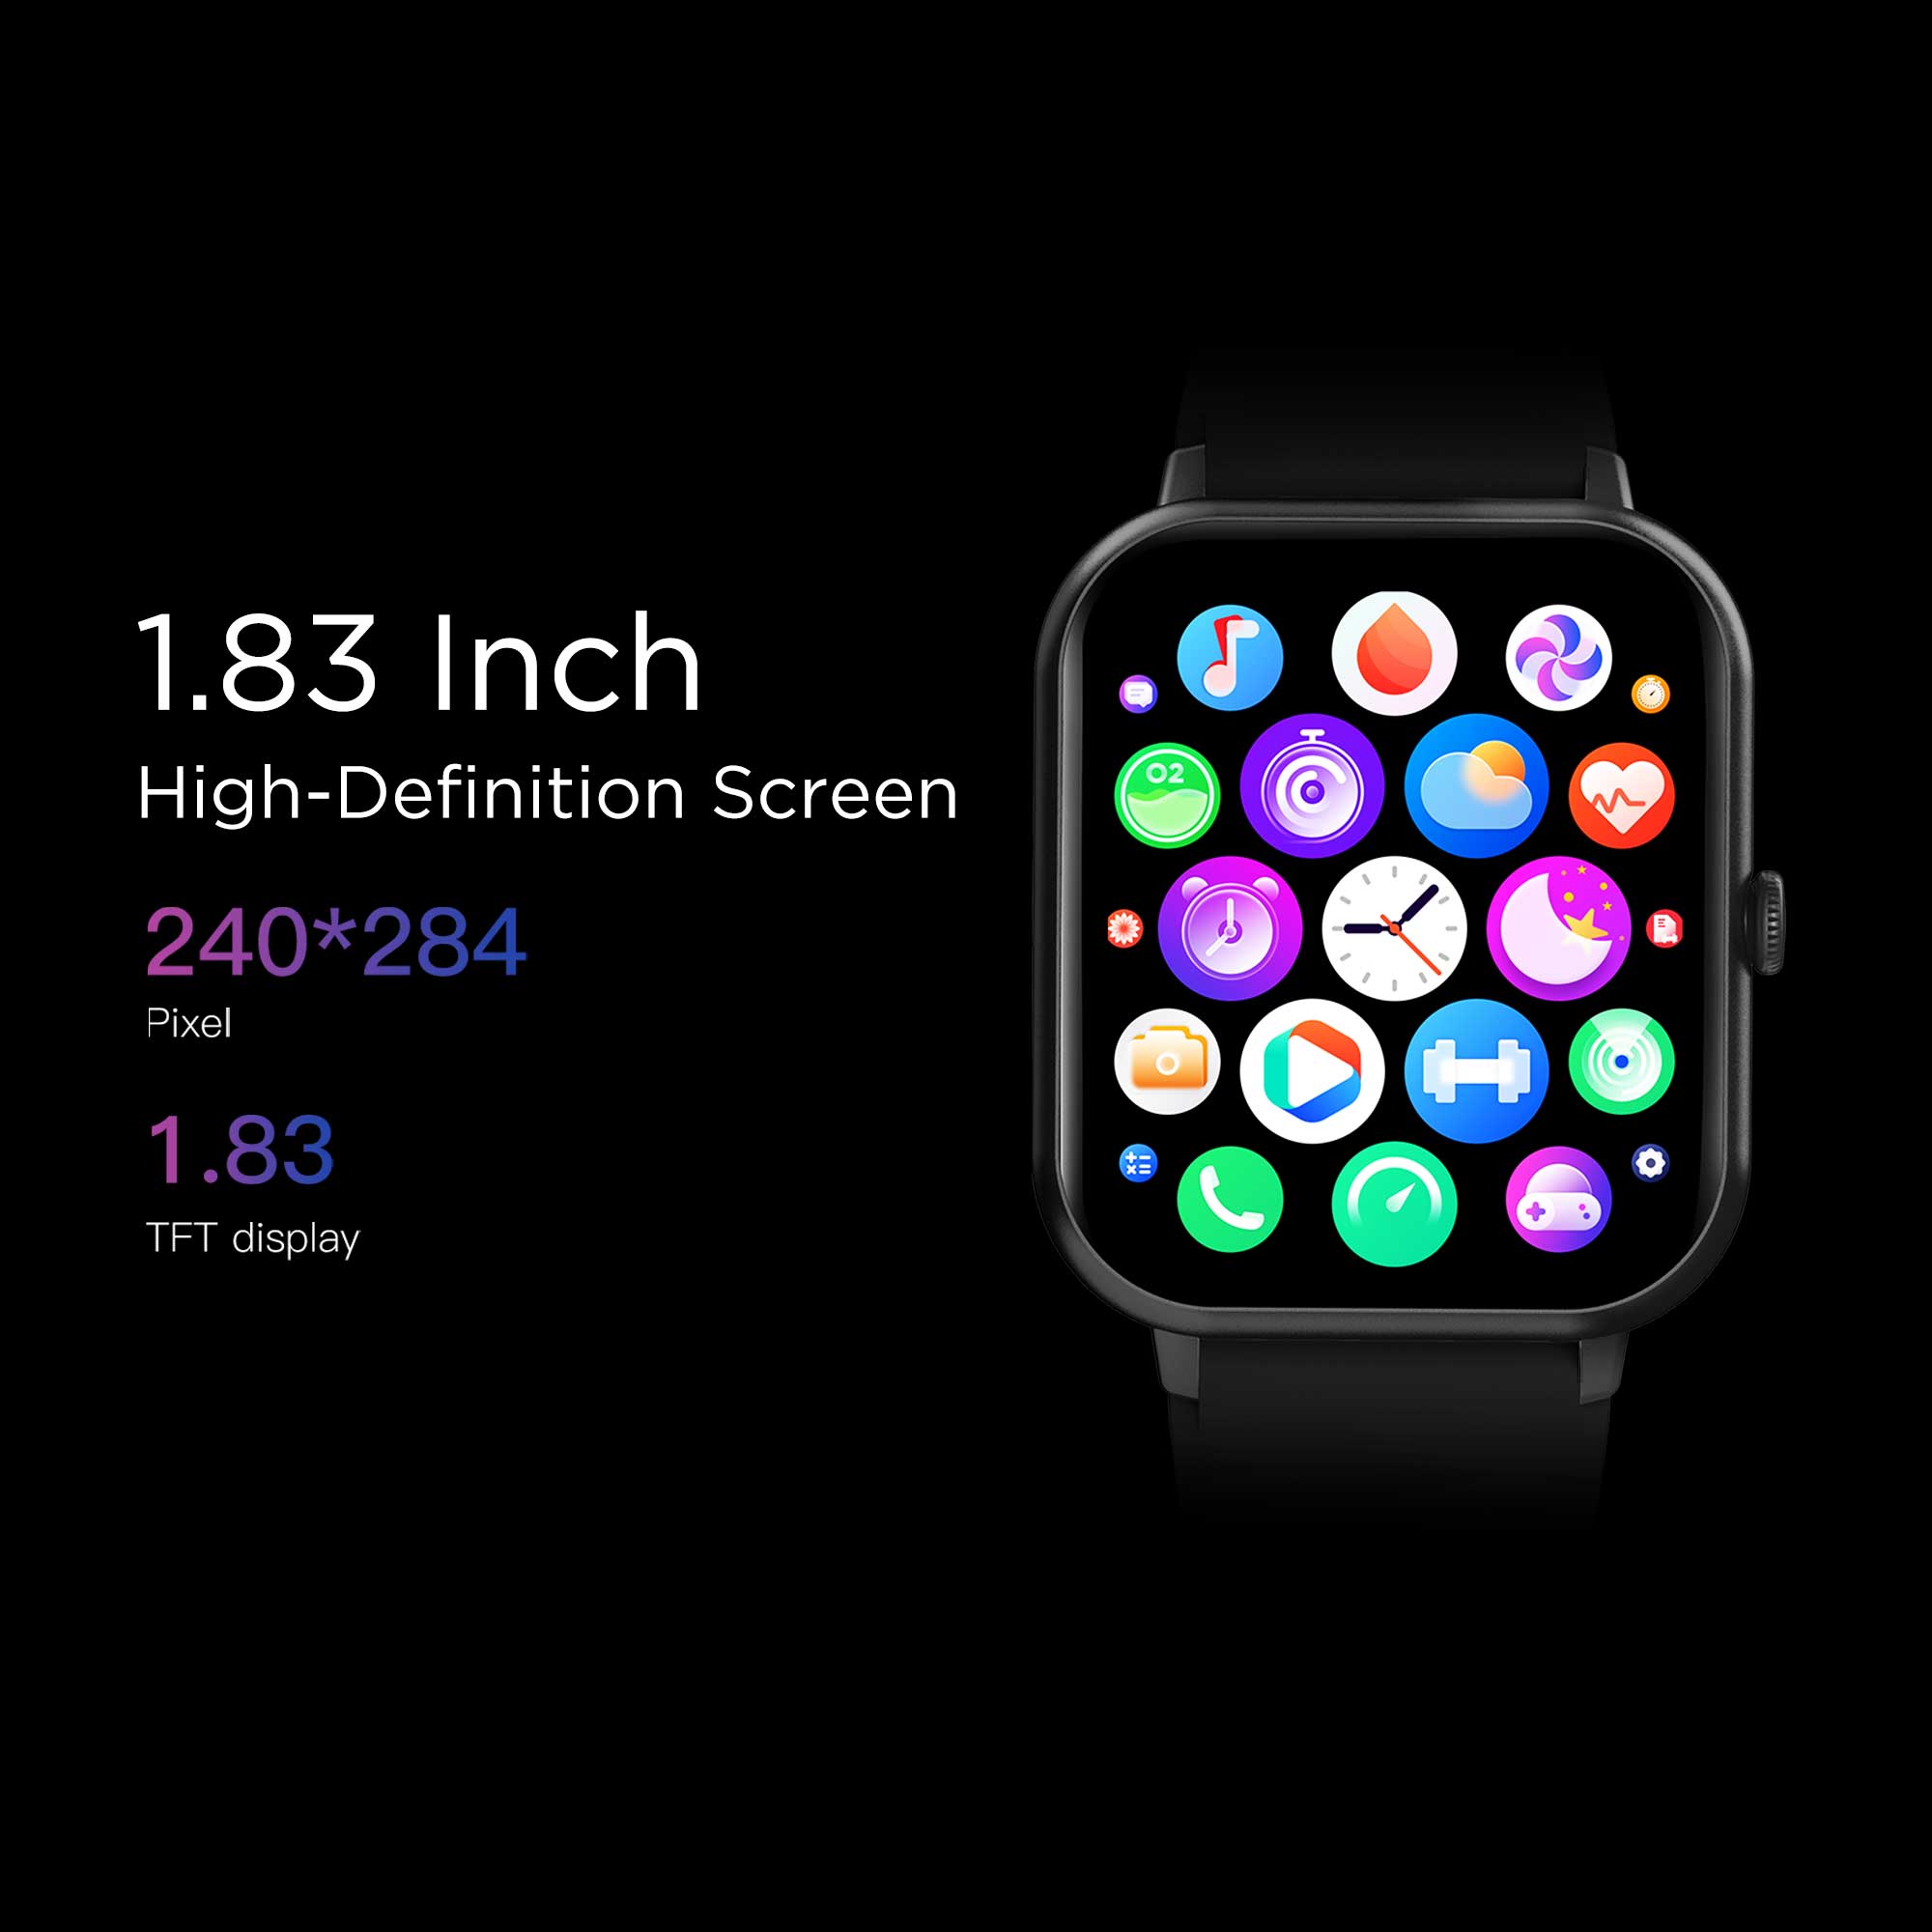 1.83 Inch
High-Definition Screen
240*284
Pixel
1.83
TFT display
O2